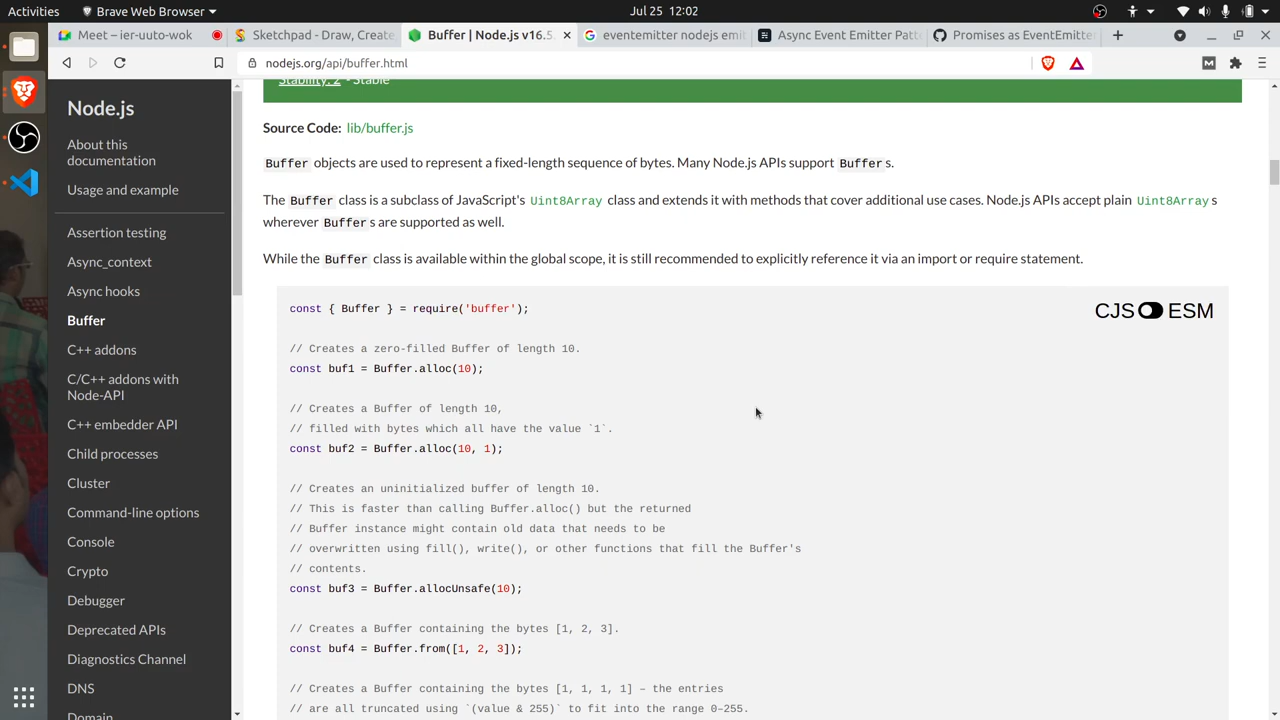 Activities
Brave Web Browser
Jul 25 12:02
Meet – ier-uuto-wok
Sketchpad - Draw, Create
Buffer | Node.js v16.5.
eventemitter nodejs emit
Async Event Emitter Patt
Promises as EventEmitter
nodejs.org/api/buffer.html
Node.js
About this
documentation
Usage and example
Assertion testing
Async_context
Async hooks
Buffer
C++ addons
C/C++ addons with
Node-API
C++ embedder API
Child processes
Cluster
Command-line options
Console
Crypto
Debugger
Deprecated APIs
Diagnostics Channel
DNS
Domain
Stability: 2 - Stable
Source Code: lib/buffer.js
Buffer objects are used to represent a fixed-length sequence of bytes. Many Node.js APIs support Buffers.
The Buffer class is a subclass of JavaScript's Uint8Array class and extends it with methods that cover additional use cases. Node.js APIs accept plain Uint8Arrays
wherever Buffers are supported as well.
While the Buffer class is available within the global scope, it is still recommended to explicitly reference it via an import or require statement.
CJS ESM
const { Buffer } = require('buffer');
// Creates a zero-filled Buffer of length 10.
const buf1 = Buffer.alloc(10);
// Creates a Buffer of length 10,
// filled with bytes which all have the value `1`.
const buf2 = Buffer.alloc(10, 1);
// Creates an uninitialized buffer of length 10.
// This is faster than calling Buffer.alloc() but the returned
// Buffer instance might contain old data that needs to be
// overwritten using fill(), write(), or other functions that fill the Buffer's
// contents.
const buf3 = Buffer.allocUnsafe(10);
// Creates a Buffer containing the bytes [1, 2, 3].
const buf4 = Buffer.from([1, 2, 3]);
// Creates a Buffer containing the bytes [1, 1, 1, 1] – the entries
// are all truncated using `(value & 255)` to fit into the range 0–255.